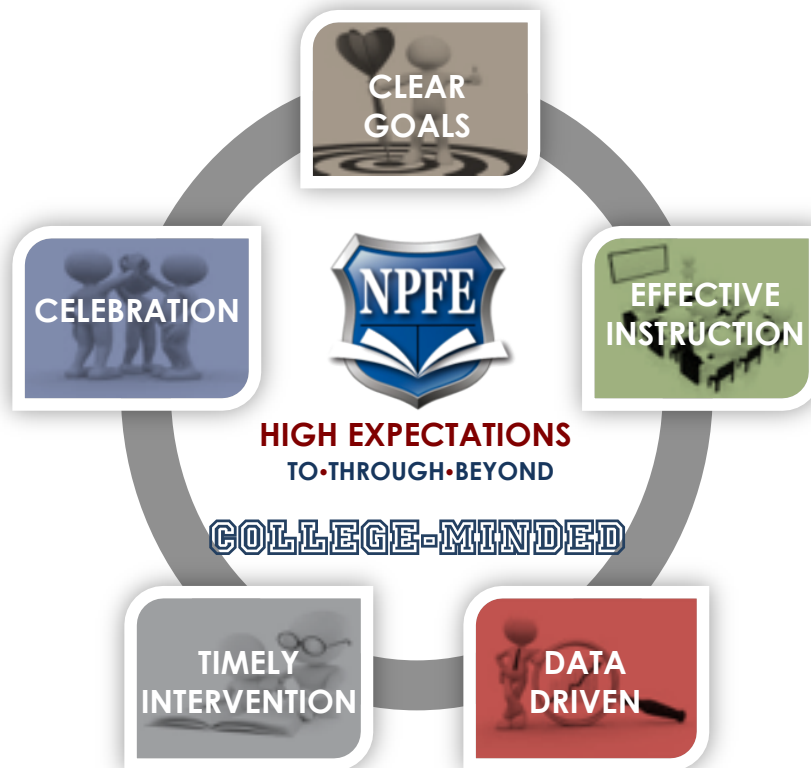 CLEAR
GOALS
CELEBRATION
NPFE
EFFECTIVE
INSTRUCTION
HIGH EXPECTATIONS
TO•THROUGH•BEYOND
COLLEGE-MINDED
TIMELY
INTERVENTION
DATA
DRIVEN